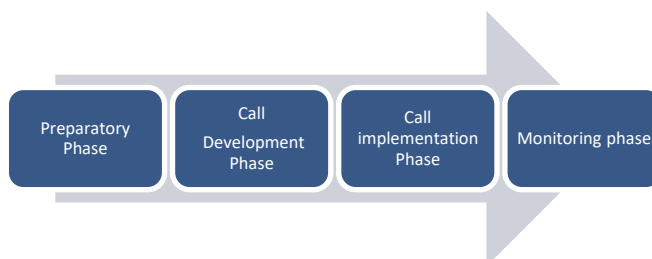 Preparatory
Phase
Call
Development
Phase
Call
implementation
Phase
Monitoring phase